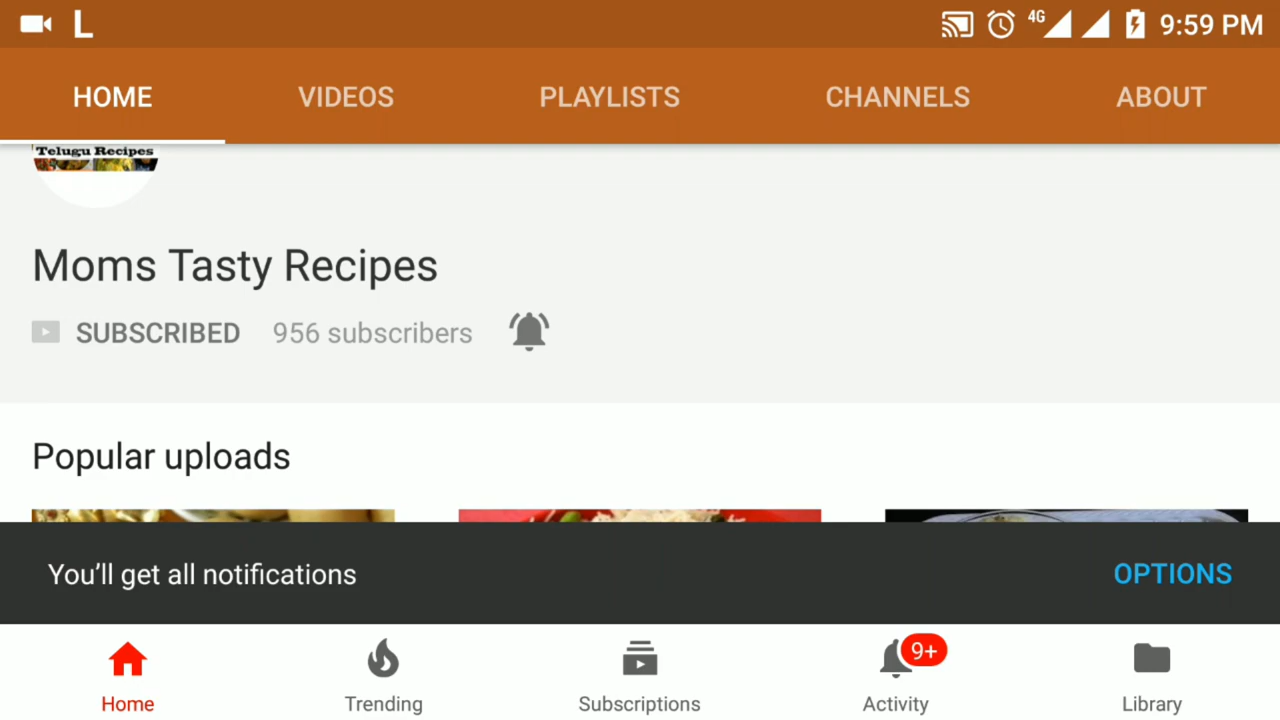 L 4G 9:59 PM
HOME VIDEOS PLAYLISTS CHANNELS ABOUT
Telugu Recipes
Moms Tasty Recipes
SUBSCRIBED 956 subscribers
Popular uploads
You’ll get all notifications OPTIONS
9+
Home Trending Subscriptions Activity Library